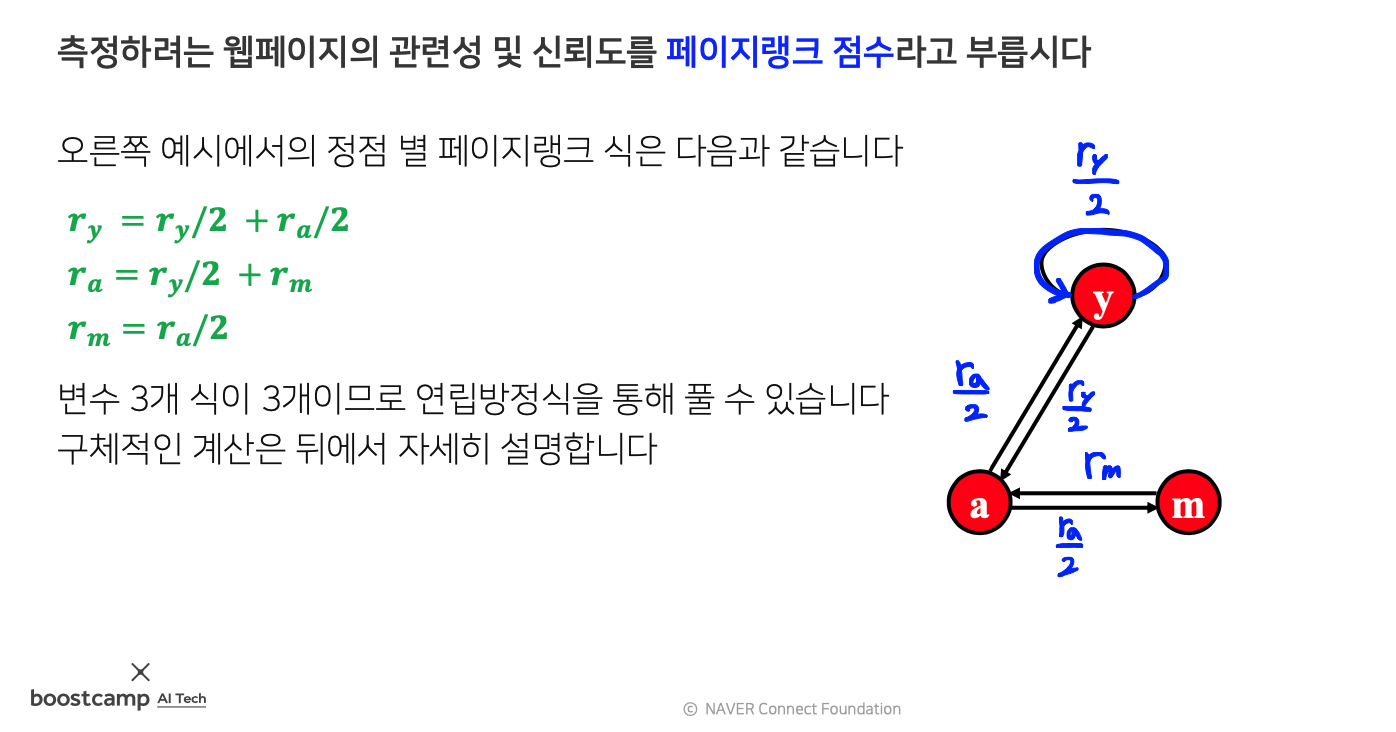 측정하려는 웹페이지의 관련성 및 신뢰도를 페이지랭크 점수라고 부릅시다
오른쪽 예시에서의 정점 별 페이지랭크 식은 다음과 같습니다
r_y = r_y/2 + r_a/2
r_a = r_y/2 + r_m
r_m = r_a/2
변수 3개 식이 3개이므로 연립방정식을 통해 풀 수 있습니다
구체적인 계산은 뒤에서 자세히 설명합니다
r_y/2
y
r_a/2
r_y/2
r_m
a
m
r_a/2
boostcamp AI Tech
© NAVER Connect Foundation